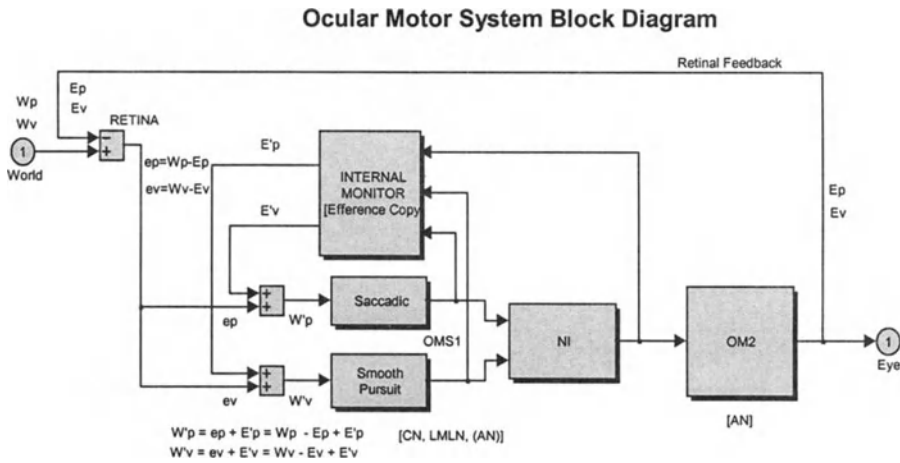 Ocular Motor System Block Diagram
Retinal Feedback
Wp
Wv
Ep
Ev
RETINA
−
+
1
World
ep=Wp-Ep
ev=Wv-Ev
E'p
E'v
INTERNAL
MONITOR
[Efference Copy
Ep
Ev
+
+
ep
W'p
Saccadic
OMS1
NI
OM2
1
Eye
+
+
ev
W'v
Smooth
Pursuit
[AN]
W'p = ep + E'p = Wp - Ep + E'p
W'v = ev + E'v = Wv - Ev + E'v
[CN, LMLN, (AN)]